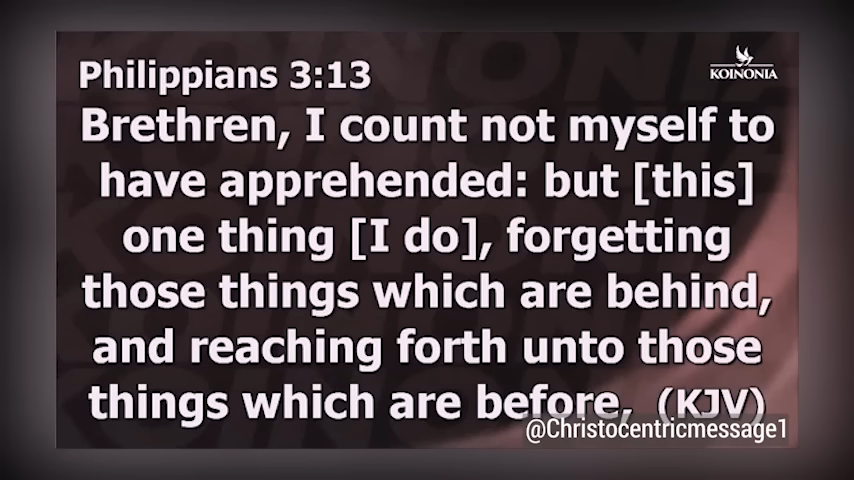 Philippians 3:13
KOINONIA
Brethren, I count not myself to
have apprehended: but [this]
one thing [I do], forgetting
those things which are behind,
and reaching forth unto those
things which are before, (KJV)
@Christocentricmessage1